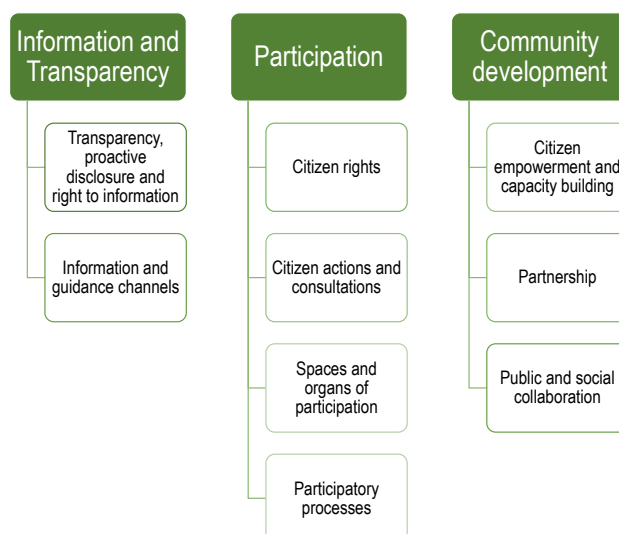 Information and
Transparency
Transparency,
proactive
disclosure and
right to information
Information and
guidance channels
Participation
Citizen rights
Citizen actions and
consultations
Spaces and
organs of
participation
Participatory
processes
Community
development
Citizen
empowerment and
capacity building
Partnership
Public and social
collaboration